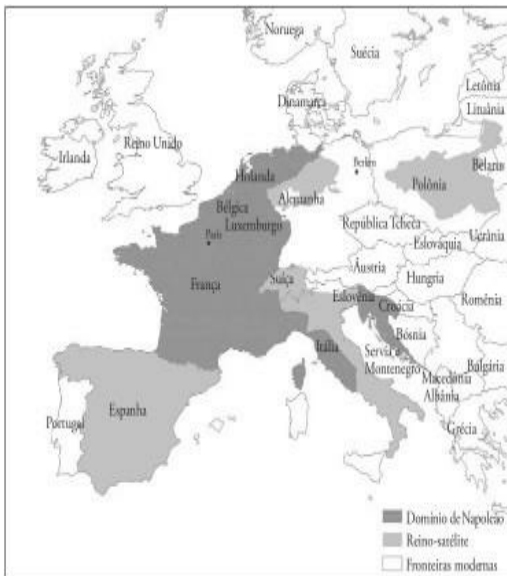 Noruega
Suécia
Letônia
Lituânia
Dinamarca
Irlanda
Reino Unido
Holanda
Berlim
Belarus
Polônia
Bélgica
Alemanha
Luxemburgo
Paris
República Tcheca
Ucrânia
Eslováquia
Áustria
Suíça
Hungria
França
Eslovênia
Croácia
Romênia
Bósnia
Itália
Servia e
Montenegro
Bulgária
Macedônia
Albânia
Portugal
Espanha
Grécia
Domínio de Napoleão
Reino-satélite
Fronteiras modernas